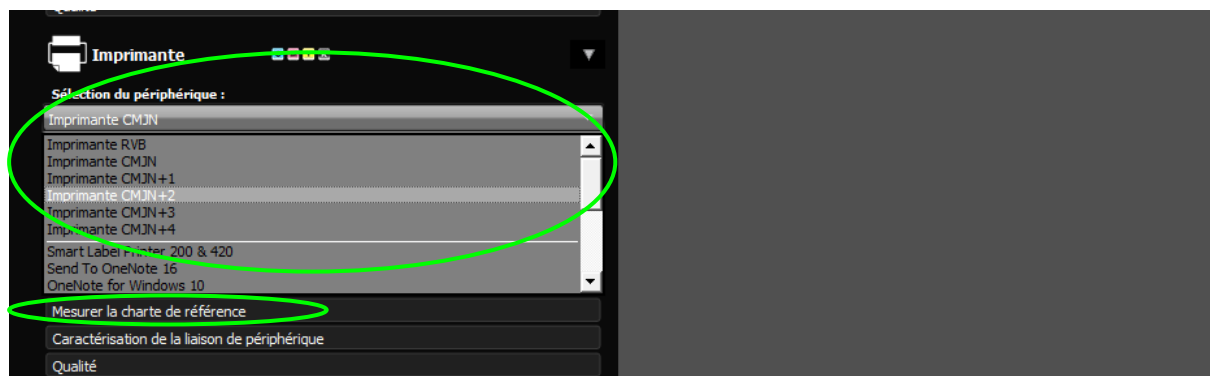 Qualité
Imprimante
Sélection du périphérique :
Imprimante CMJN
Imprimante RVB
Imprimante CMJN
Imprimante CMJN+1
Imprimante CMJN+2
Imprimante CMJN+3
Imprimante CMJN+4
Smart Label Printer 200 & 420
Send To OneNote 16
OneNote for Windows 10
Mesurer la charte de référence
Caractérisation de la liaison de périphérique
Qualité